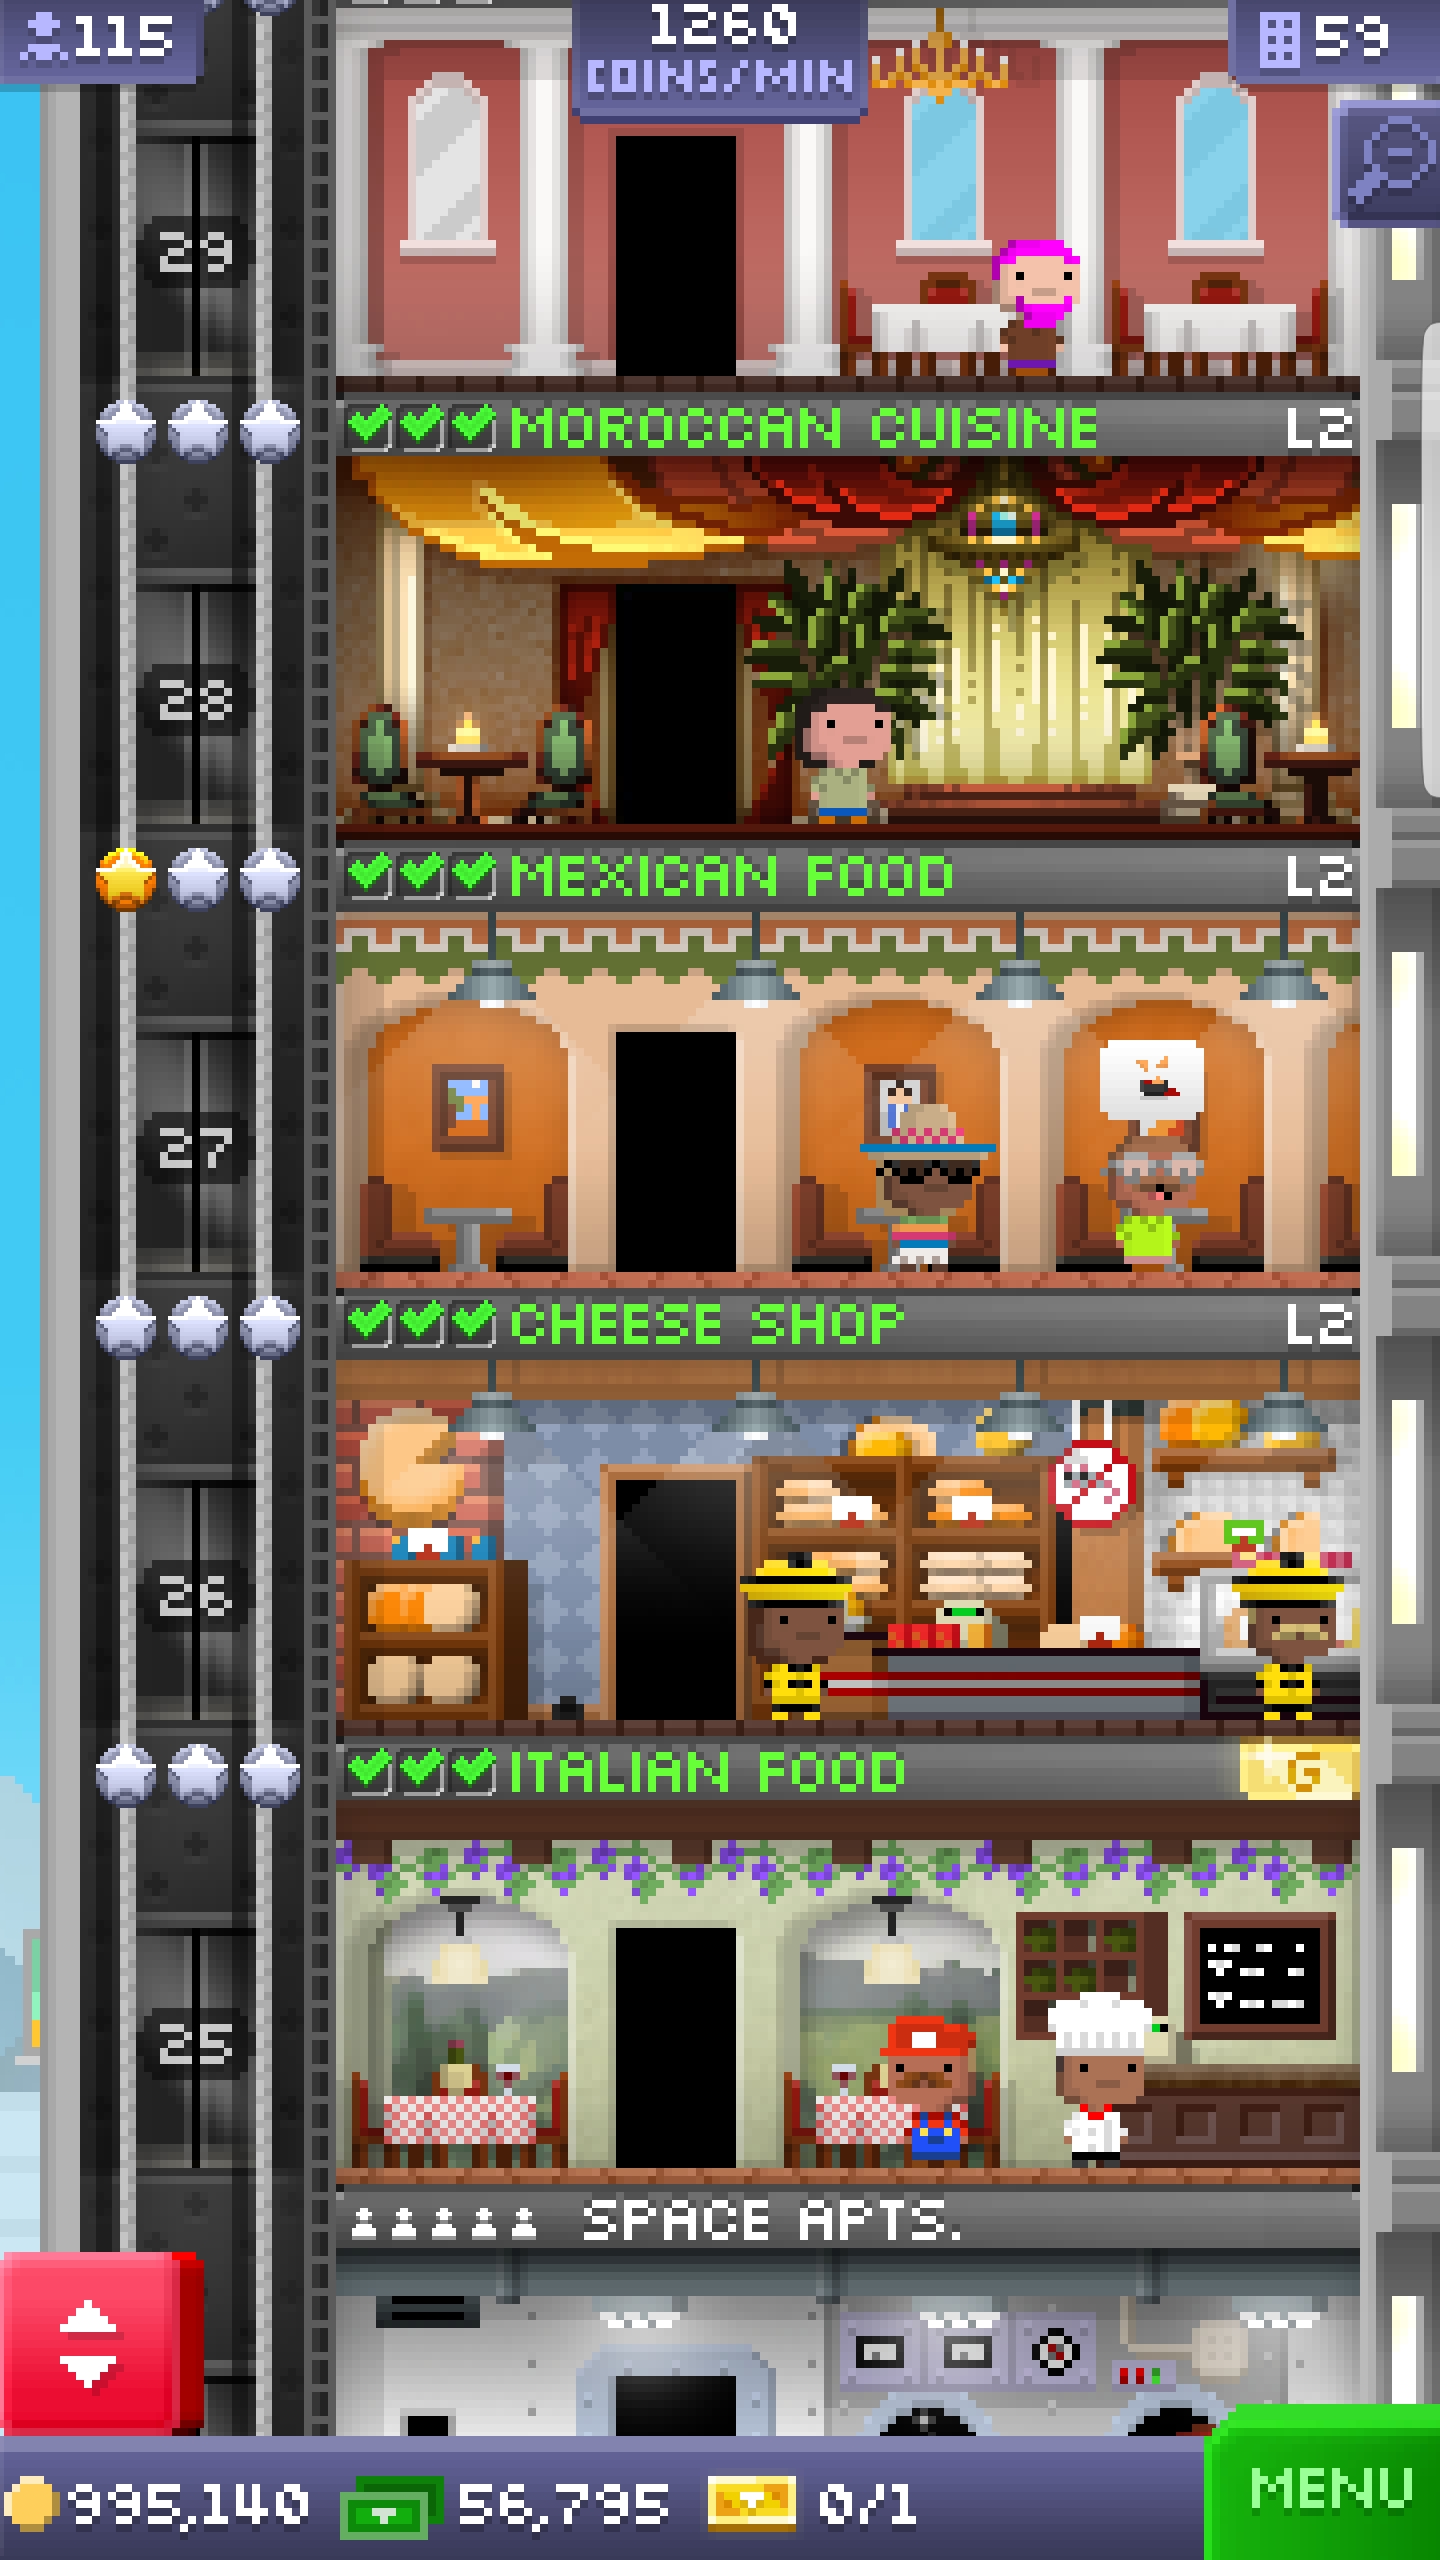 115
1260
COINS/MIN
59
29
MOROCCAN CUISINE L2
28
MEXICAN FOOD L2
27
CHEESE SHOP L2
26
ITALIAN FOOD G
25
SPACE APTS.
995,140 56,795 0/1 MENU